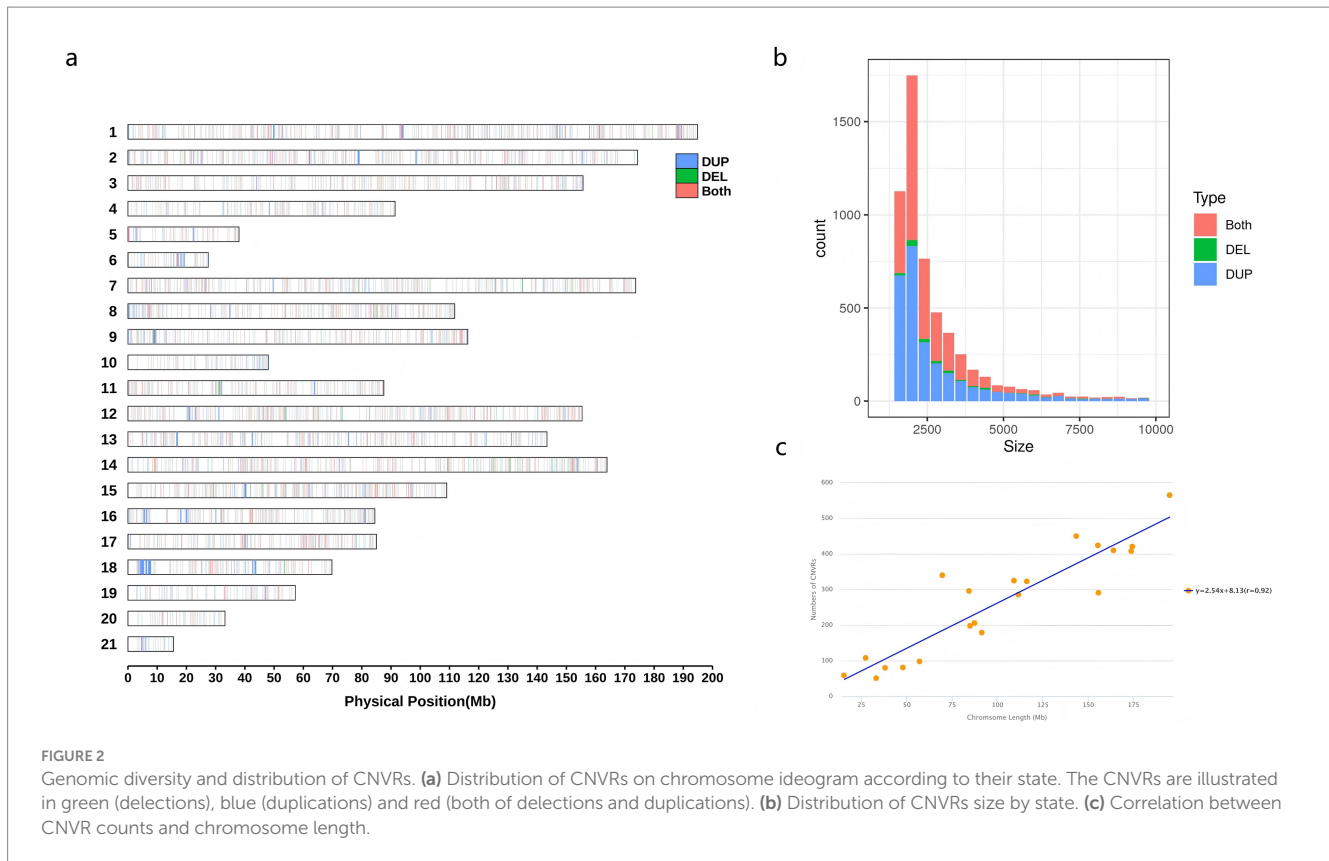 a
1
2
3
4
5
6
7
8
9
10
11
12
13
14
15
16
17
18
19
20
21
DUP
DEL
Both
0 10 20 30 40 50 60 70 80 90 100 110 120 130 140 150 160 170 180 190 200
Physical Position(Mb)
b
1500
1000
500
0
count
2500 5000 7500 10000
Size
Type
Both
DEL
DUP
c
600
500
400
300
200
100
0
Numbers of CNVRs
25 50 75 100 125 150 175
Chromsome Length (Mb)
y=2.54x+8.13(r=0.92)
FIGURE 2
Genomic diversity and distribution of CNVRs. (a) Distribution of CNVRs on chromosome ideogram according to their state. The CNVRs are illustrated
in green (delections), blue (duplications) and red (both of delections and duplications). (b) Distribution of CNVRs size by state. (c) Correlation between
CNVR counts and chromosome length.